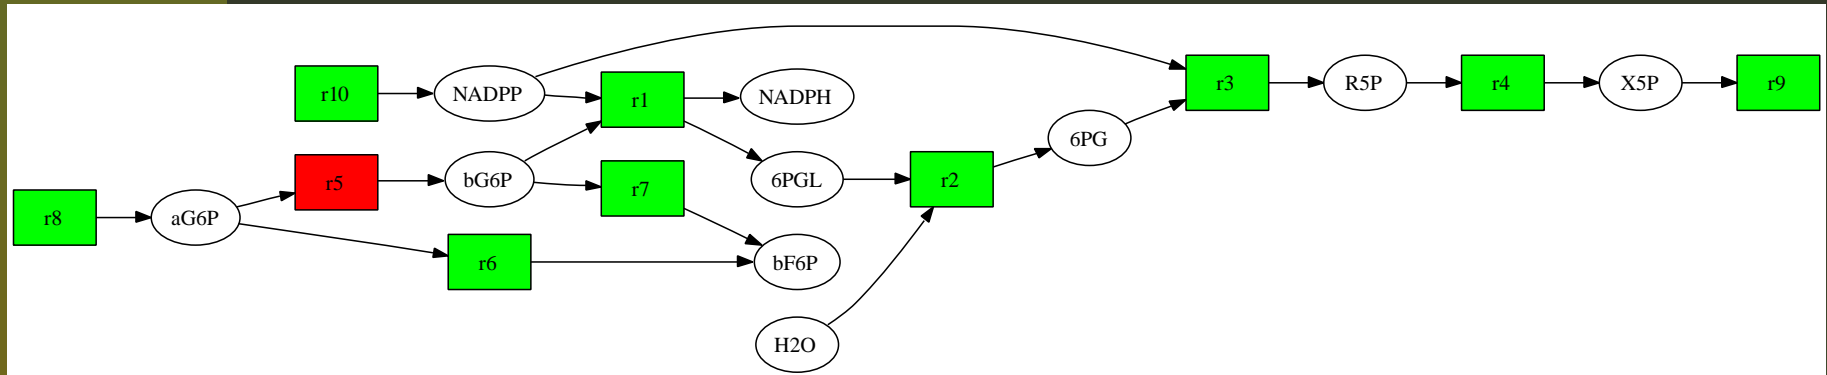 r10
NADPP
r1
NADPH
r3
R5P
r4
X5P
r9
r5
bG6P
r7
6PGL
r2
6PG
r8
aG6P
r6
bF6P
H2O